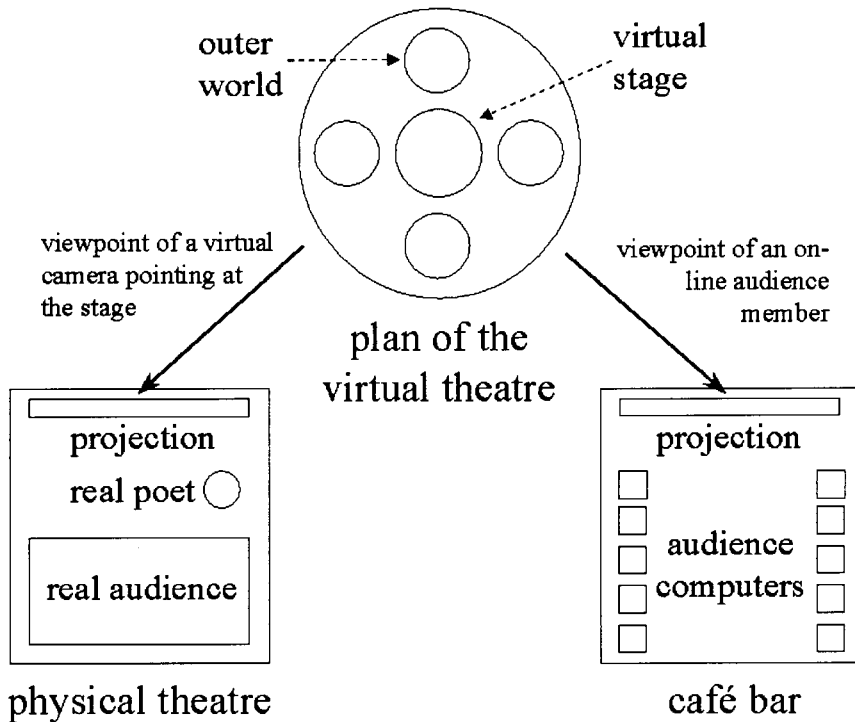 outer
world
virtual
stage
viewpoint of a virtual
camera pointing at
the stage
viewpoint of an on-
line audience
member
plan of the
virtual theatre
projection
real poet
real audience
physical theatre
projection
audience
computers
café bar